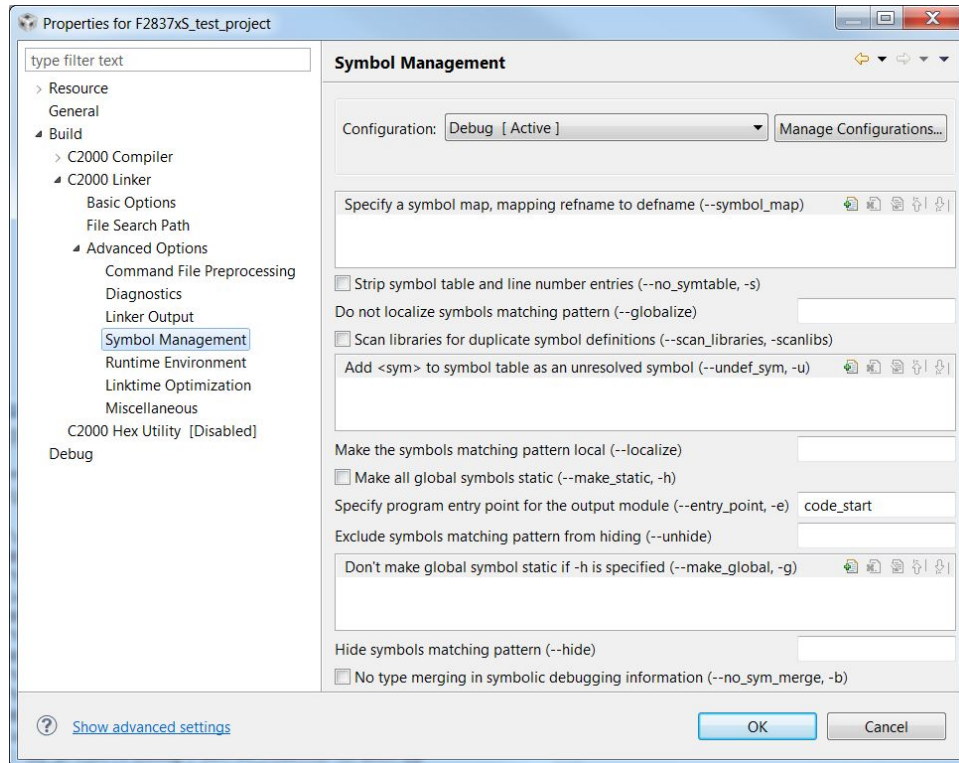 Properties for F2837xS_test_project
type filter text
Resource
General
Build
C2000 Compiler
C2000 Linker
Basic Options
File Search Path
Advanced Options
Command File Preprocessing
Diagnostics
Linker Output
Symbol Management
Runtime Environment
Linktime Optimization
Miscellaneous
C2000 Hex Utility [Disabled]
Debug
Symbol Management
Configuration: Debug [ Active ] Manage Configurations...
Specify a symbol map, mapping refname to defname (--symbol_map)
Strip symbol table and line number entries (--no_symtable, -s)
Do not localize symbols matching pattern (--globalize)
Scan libraries for duplicate symbol definitions (--scan_libraries, -scanlibs)
Add <sym> to symbol table as an unresolved symbol (--undef_sym, -u)
Make the symbols matching pattern local (--localize)
Make all global symbols static (--make_static, -h)
Specify program entry point for the output module (--entry_point, -e) code_start
Exclude symbols matching pattern from hiding (--unhide)
Don't make global symbol static if -h is specified (--make_global, -g)
Hide symbols matching pattern (--hide)
No type merging in symbolic debugging information (--no_sym_merge, -b)
Show advanced settings
OK Cancel